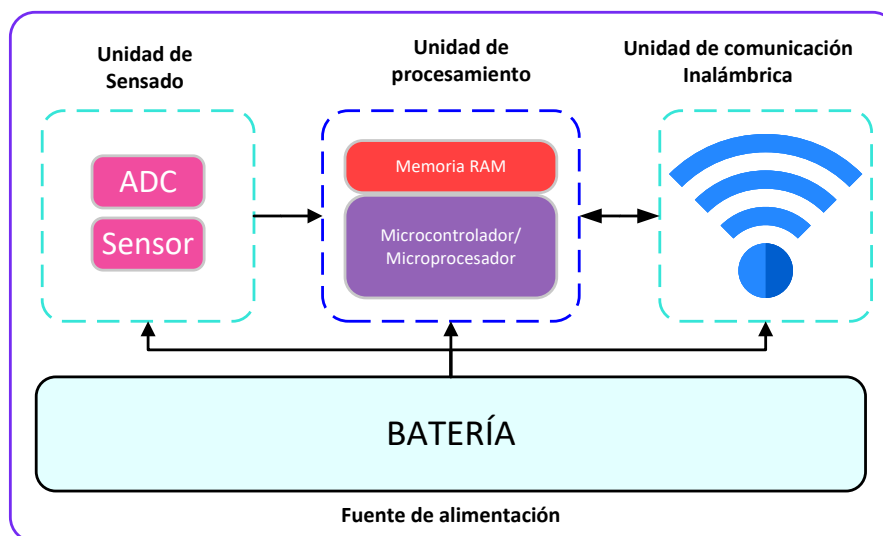 Unidad de
Sensado
Unidad de
procesamiento
Unidad de comunicación
Inalámbrica
ADC
Sensor
Memoria RAM
Microcontrolador/
Microprocesador
BATERÍA
Fuente de alimentación